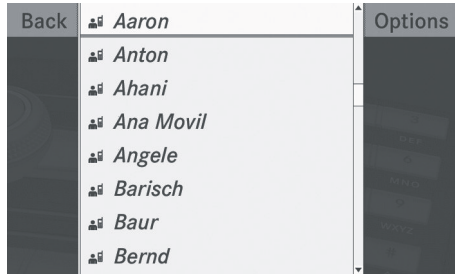 Back
Aaron
Options
Anton
Ahani
Ana Movil
Angele
Barisch
Baur
Bernd